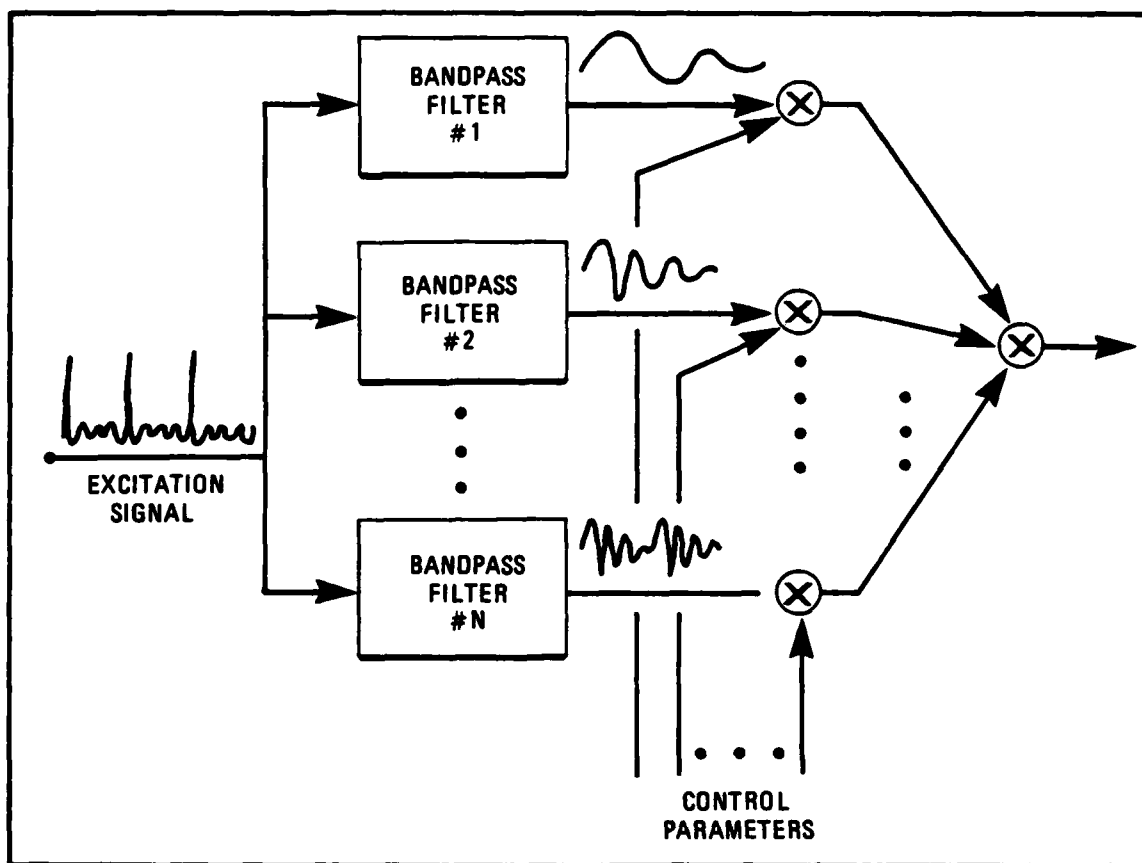 BANDPASS
FILTER
#1
BANDPASS
FILTER
#2
EXCITATION
SIGNAL
BANDPASS
FILTER
#N
CONTROL
PARAMETERS